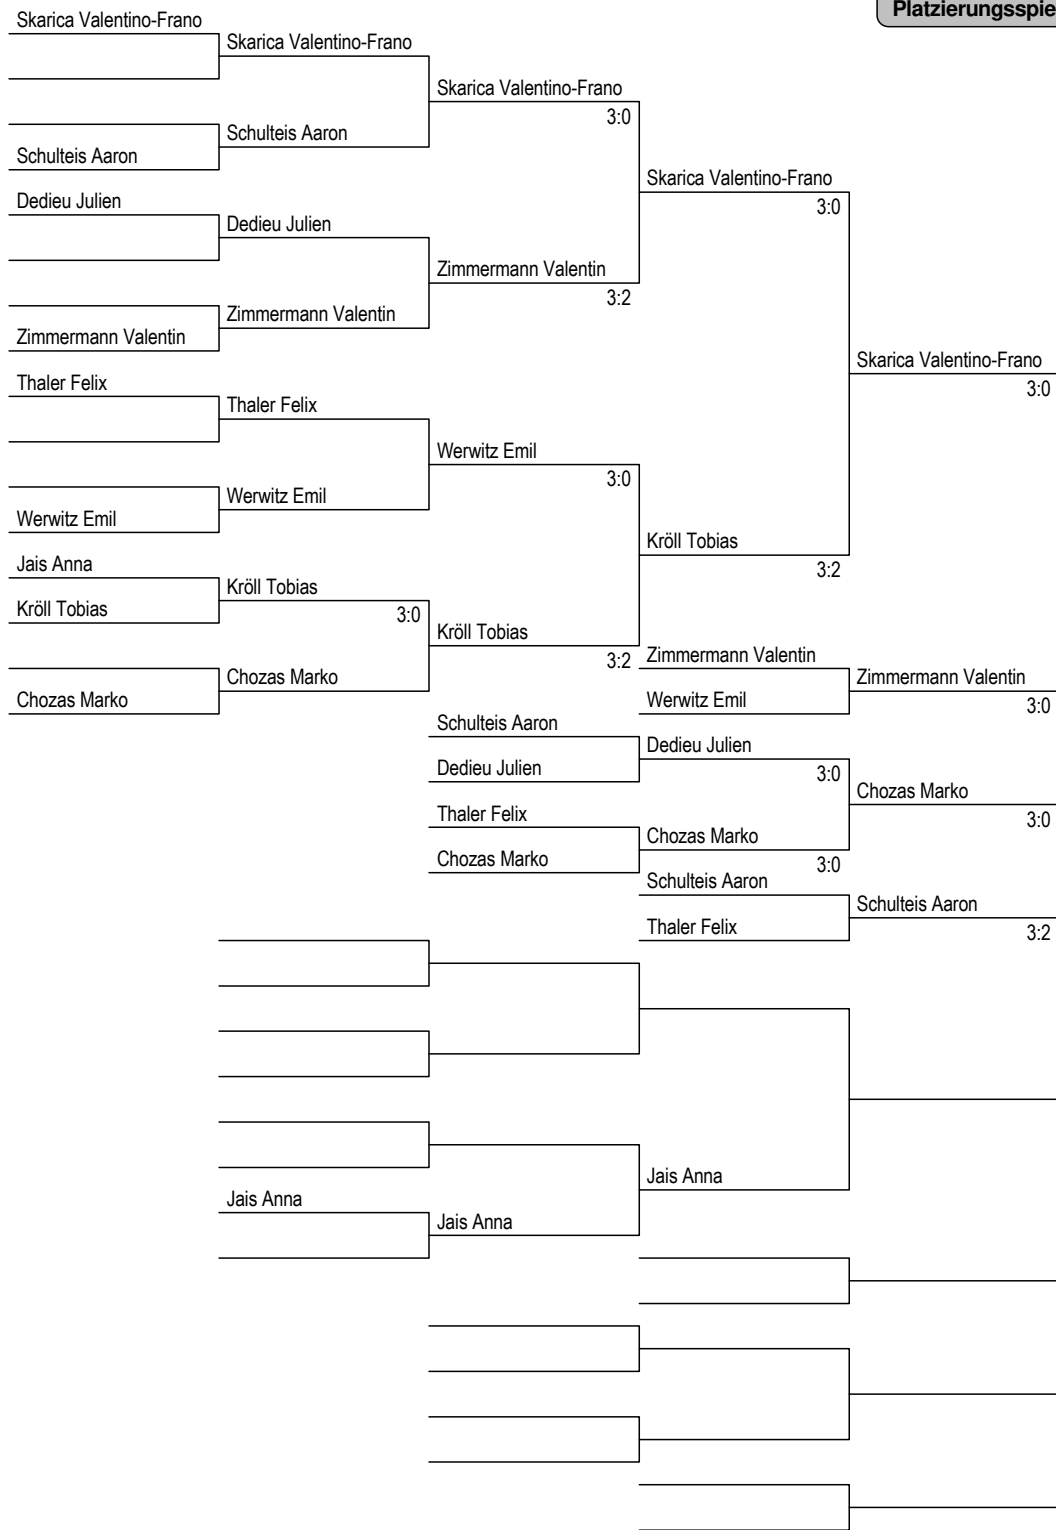 Platzierungsspie
Skarica Valentino-Frano
Skarica Valentino-Frano
Skarica Valentino-Frano
3:0
Schulteis Aaron
Schulteis Aaron
Skarica Valentino-Frano
3:0
Dedieu Julien
Dedieu Julien
Zimmermann Valentin
3:2
Zimmermann Valentin
Zimmermann Valentin
Skarica Valentino-Frano
3:0
Thaler Felix
Thaler Felix
Werwitz Emil
3:0
Werwitz Emil
Werwitz Emil
Kröll Tobias
3:2
Jais Anna
Kröll Tobias
3:0
Kröll Tobias
Kröll Tobias
3:2
Zimmermann Valentin
Zimmermann Valentin
3:0
Chozas Marko
Chozas Marko
Werwitz Emil
Schulteis Aaron
Dedieu Julien
3:0
Dedieu Julien
Chozas Marko
3:0
Thaler Felix
Chozas Marko
3:0
Chozas Marko
Schulteis Aaron
Schulteis Aaron
3:2
Thaler Felix
Jais Anna
Jais Anna
Jais Anna